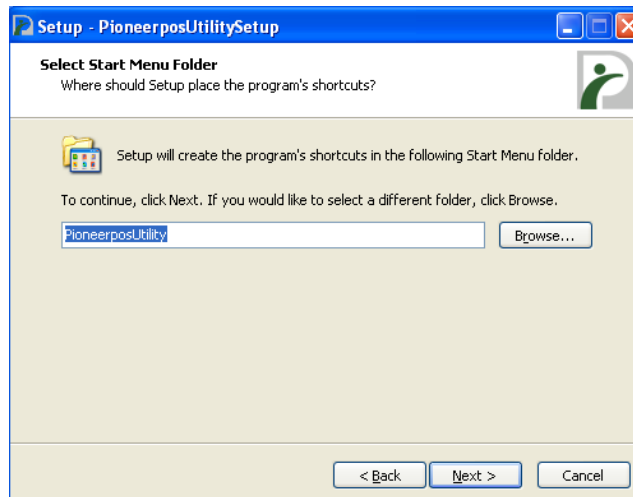 Setup - PioneerposUtilitySetup
Select Start Menu Folder
Where should Setup place the program's shortcuts?
Setup will create the program's shortcuts in the following Start Menu folder.
To continue, click Next. If you would like to select a different folder, click Browse.
PioneerposUtility
Browse...
< Back
Next >
Cancel